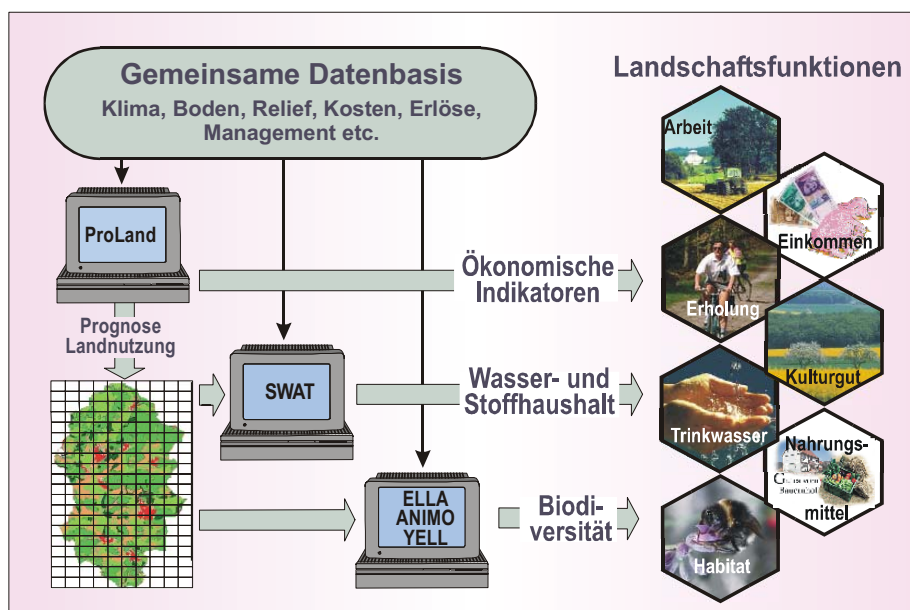 Gemeinsame Datenbasis
Klima, Boden, Relief, Kosten, Erlöse,
Management etc.
Landschaftsfunktionen
Arbeit
ProLand
Einkommen
Ökonomische
Indikatoren
Erholung
Prognose
Landnutzung
SWAT
Wasser- und
Stoffhaushalt
Kulturgut
Trinkwasser
Nahrungs-
Bauernhof
mittel
ELLA
ANIMO
YELL
Biodi-
versität
Habitat